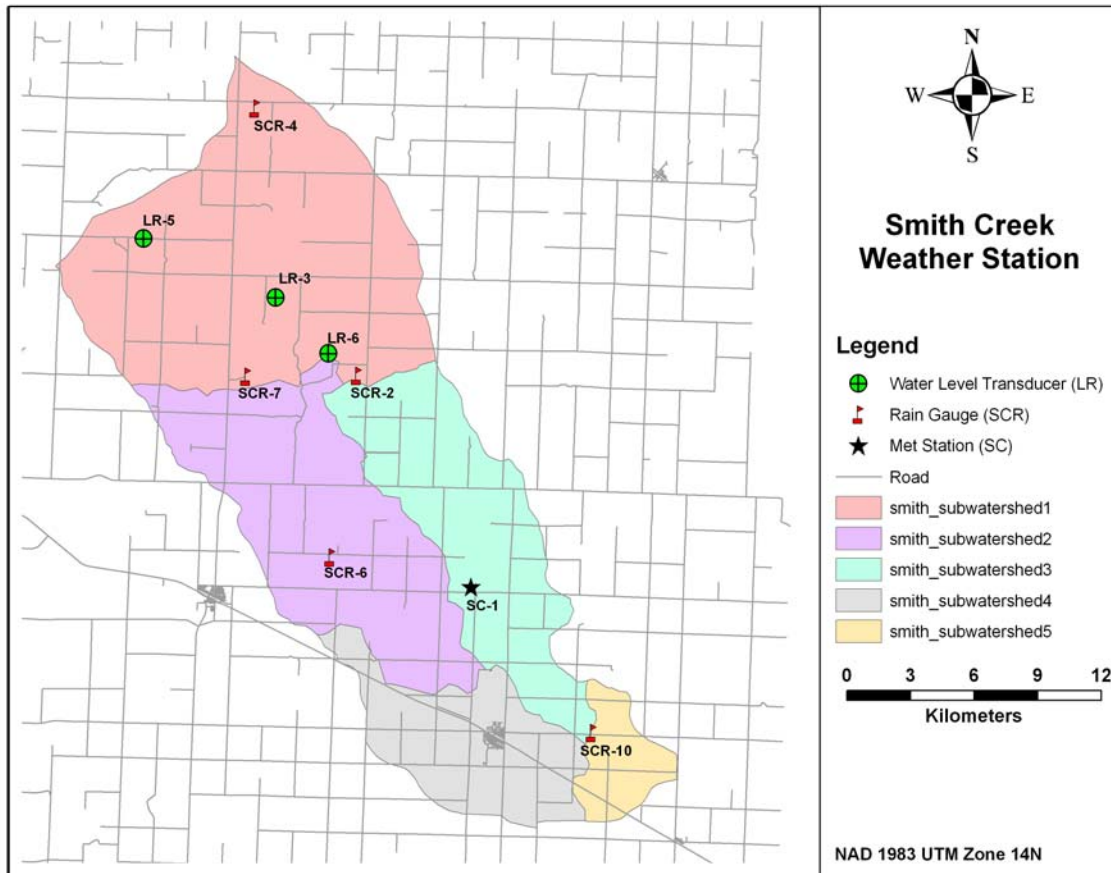 SCR-4
LR-5
LR-3
LR-6
SCR-7
SCR-2
SCR-6
SC-1
SCR-10
N
W
E
S
Smith Creek
Weather Station
Legend
Water Level Transducer (LR)
Rain Gauge (SCR)
Met Station (SC)
Road
smith_subwatershed1
smith_subwatershed2
smith_subwatershed3
smith_subwatershed4
smith_subwatershed5
0 3 6 9 12
Kilometers
NAD 1983 UTM Zone 14N